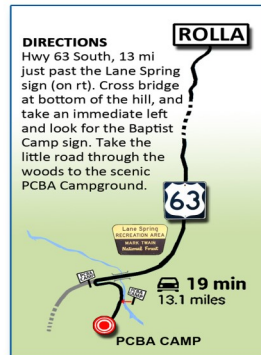 ROLLA
DIRECTIONS
Hwy 63 South, 13 mi
just past the Lane Spring
sign (on rt). Cross bridge
at bottom of the hill, and
take an immediate left
and look for the Baptist
Camp sign. Take the
little road through the
woods to the scenic
PCBA Campground.
63
Lane Spring
RECREATION AREA
MARK TWAIN
National Forest
19 min
13.1 miles
PCBA CAMP